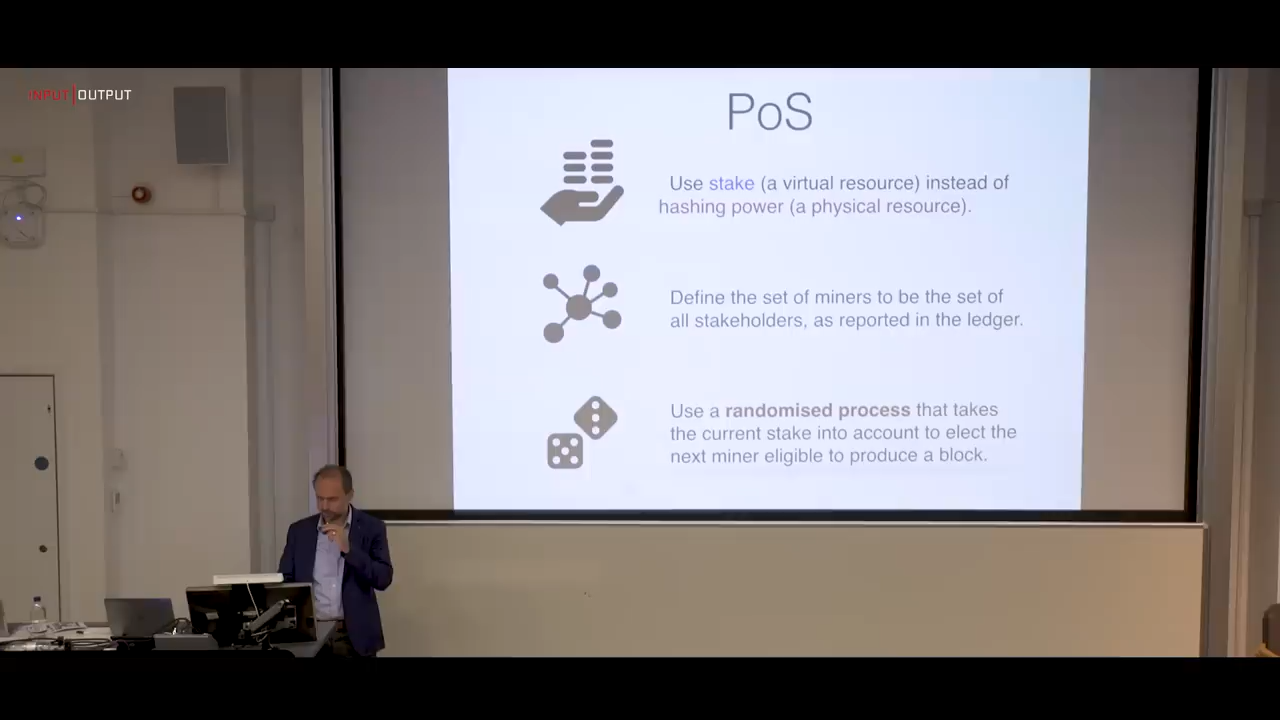 INPUT|OUTPUT
PoS
Use stake (a virtual resource) instead of
hashing power (a physical resource).
Define the set of miners to be the set of
all stakeholders, as reported in the ledger.
Use a randomised process that takes
the current stake into account to elect the
next miner eligible to produce a block.